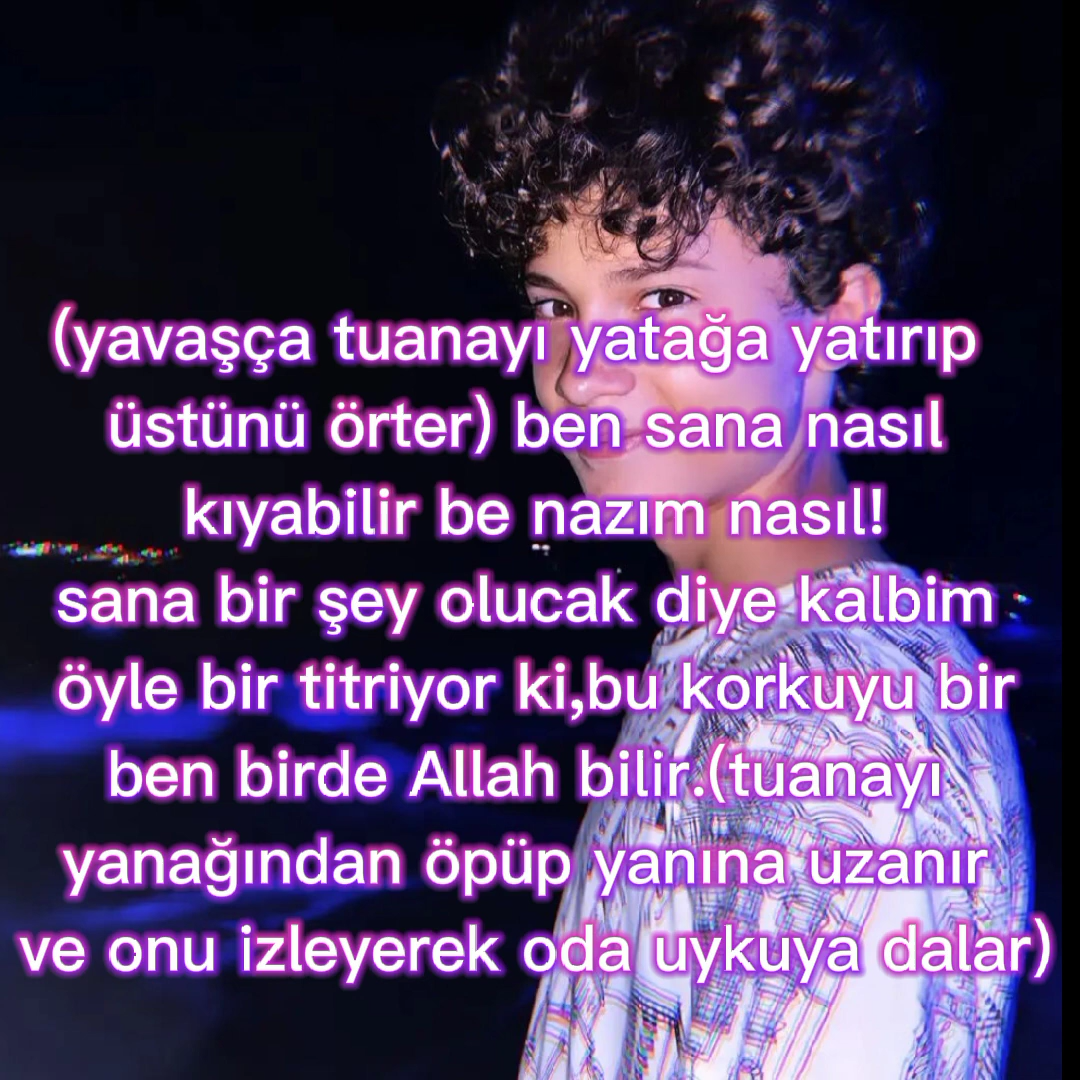 (yavaşça tuanayı yatağa yatırıp
üstünü örter) ben sana nasıl
kıyabilir be nazım nasıl!
sana bir şey olucak diye kalbim
öyle bir titriyor ki,bu korkuyu bir
ben birde Allah bilir.(tuanayı
yanağından öpüp yanına uzanır
ve onu izleyerek oda uykuya dalar)